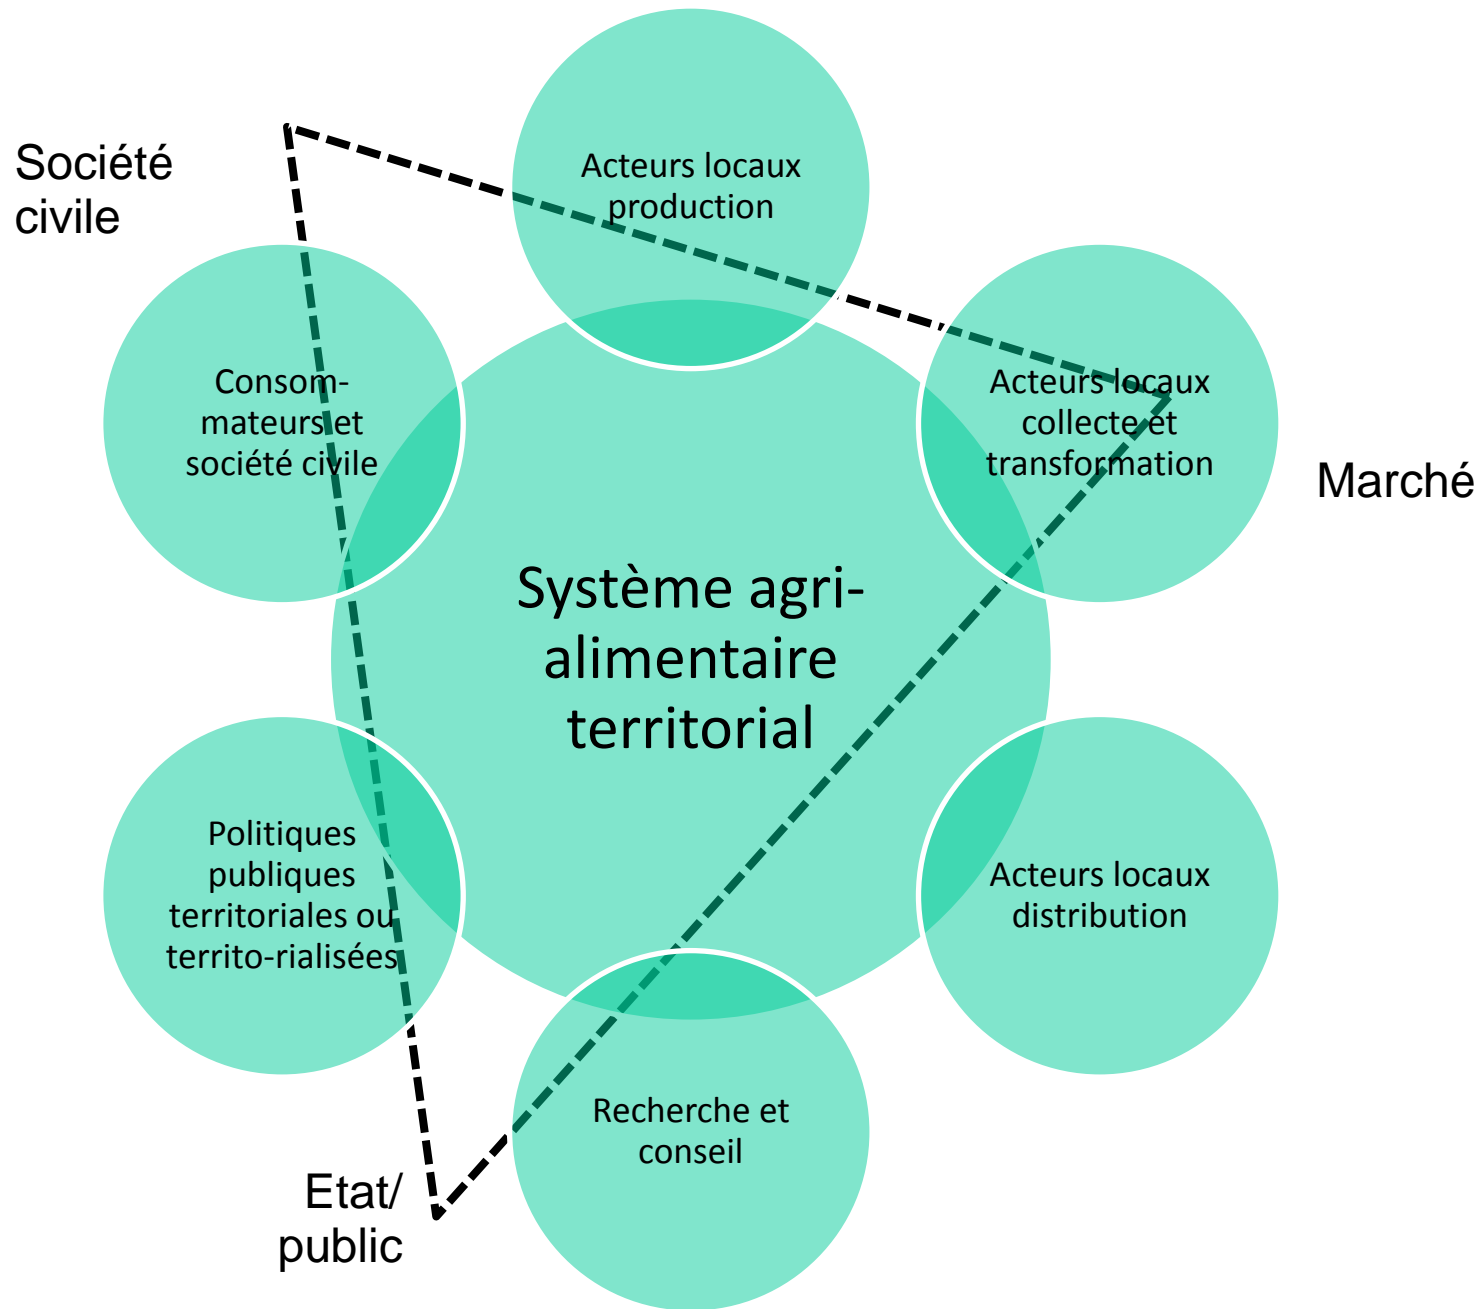 Société
civile
Acteurs locaux
production
Consom-
mateurs et
société civile
Acteurs locaux
collecte et
transformation
Marché
Système agri-
alimentaire
territorial
Politiques
publiques
territoriales ou
territo-rialisées
Acteurs locaux
distribution
Recherche et
conseil
Etat/
public